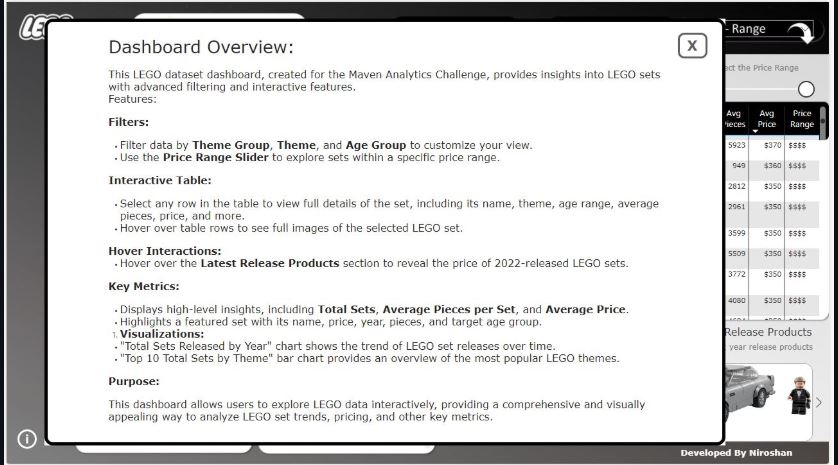 LEG
- Range
Dashboard Overview:
X
This LEGO dataset dashboard, created for the Maven Analytics Challenge, provides insights into LEGO sets
with advanced filtering and interactive features.
Features:
ect the Price Range
Filters:
• Filter data by Theme Group, Theme, and Age Group to customize your view.
• Use the Price Range Slider to explore sets within a specific price range.
Interactive Table:
• Select any row in the table to view full details of the set, including its name, theme, age range, average
pieces, price, and more.
• Hover over table rows to see full images of the selected LEGO set.
Hover Interactions:
• Hover over the Latest Release Products section to reveal the price of 2022-released LEGO sets.
Key Metrics:
• Displays high-level insights, including Total Sets, Average Pieces per Set, and Average Price.
• Highlights a featured set with its name, price, year, pieces, and target age group.
Visualizations:
• "Total Sets Released by Year" chart shows the trend of LEGO set releases over time.
• "Top 10 Total Sets by Theme" bar chart provides an overview of the most popular LEGO themes.
Purpose:
This dashboard allows users to explore LEGO data interactively, providing a comprehensive and visually
appealing way to analyze LEGO set trends, pricing, and other key metrics.
Avg Avg Price
ieces Price Range
5923 $370 $$$$
949 $360 $$$$
2812 $350 $$$$
2961 $350 $$$$
3599 $350 $$$$
5509 $350 $$$$
3772 $350 $$$$
4080 $350 $$$$
Release Products
year release products
i
Developed By Niroshan